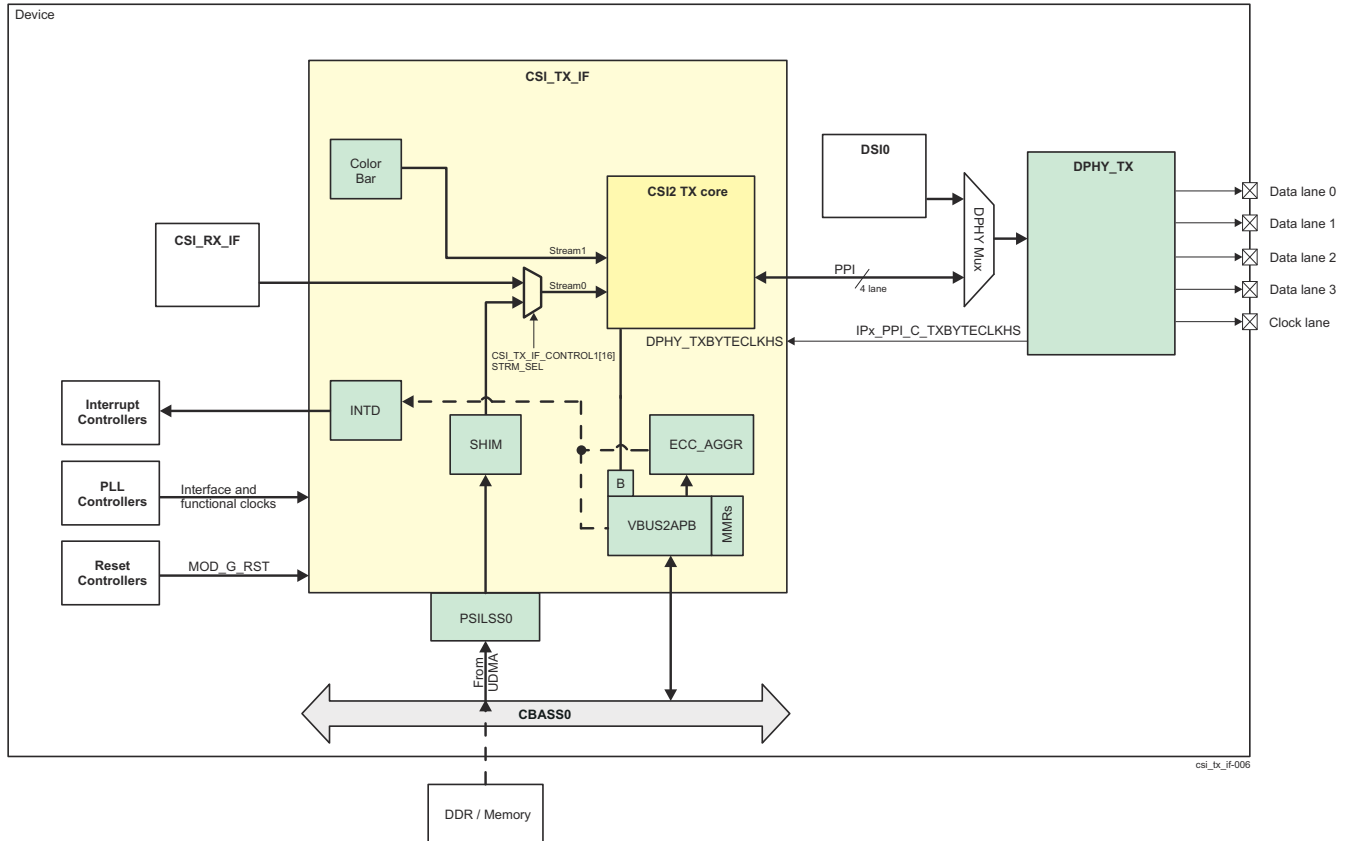 Device
CSI_TX_IF
Color
Bar
CSI2 TX core
DSI0
DPHY_TX
DPHY Mux
Data lane 0
Data lane 1
Data lane 2
Data lane 3
Clock lane
CSI_RX_IF
Stream1
Stream0
PPI
4 lane
CSI_TX_IF_CONTROL1[16]
STRM_SEL
DPHY_TXBYTECLKHS
IPx_PPI_C_TXBYTECLKHS
Interrupt
Controllers
INTD
SHIM
ECC_AGGR
PLL
Controllers
Interface and
functional clocks
B
VBUS2APB
MMRs
Reset
Controllers
MOD_G_RST
PSILSS0
From
UDMA
CBASS0
csi_tx_if-006
DDR / Memory